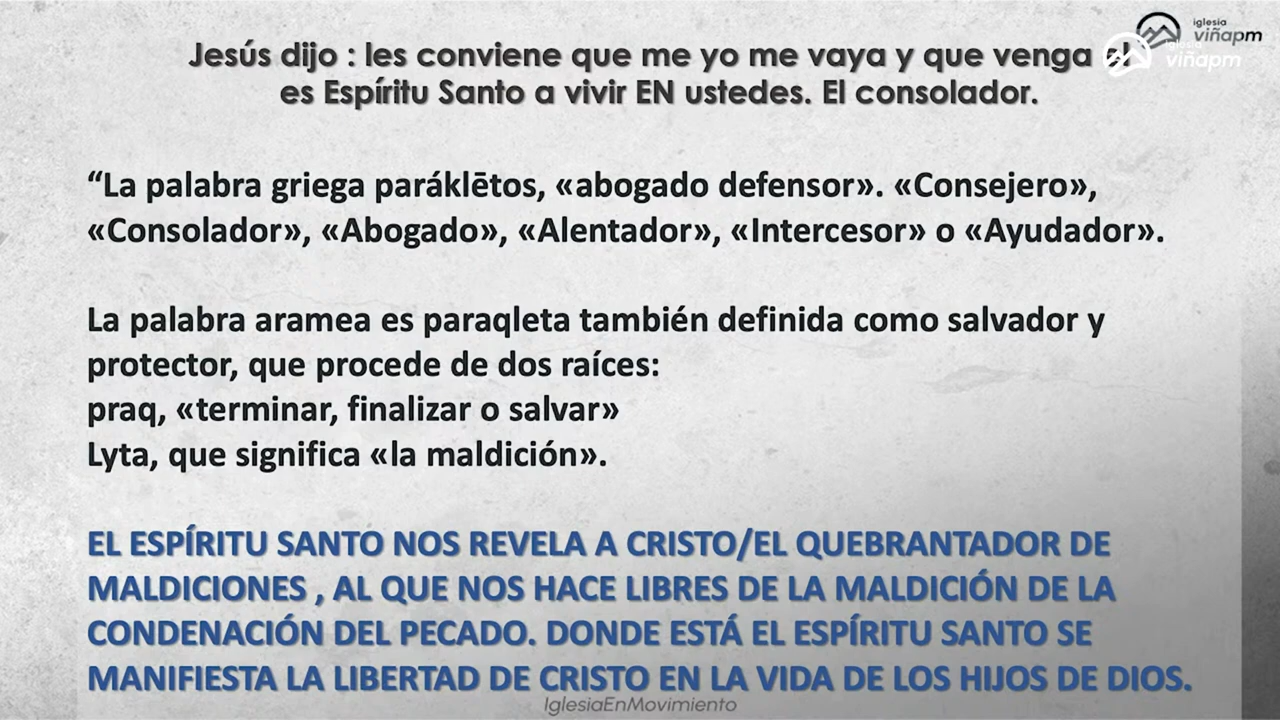 Jesús dijo : les conviene que me yo me vaya y que venga el
es Espíritu Santo a vivir EN ustedes. El consolador.
iglesia
viñapm
iglesia
viñapm
“La palabra griega paráklētos, «abogado defensor». «Consejero»,
«Consolador», «Abogado», «Alentador», «Intercesor» o «Ayudador».
La palabra aramea es paraqleta también definida como salvador y
protector, que procede de dos raíces:
praq, «terminar, finalizar o salvar»
Lyta, que significa «la maldición».
EL ESPÍRITU SANTO NOS REVELA A CRISTO/EL QUEBRANTADOR DE
MALDICIONES , AL QUE NOS HACE LIBRES DE LA MALDICIÓN DE LA
CONDENACIÓN DEL PECADO. DONDE ESTÁ EL ESPÍRITU SANTO SE
MANIFIESTA LA LIBERTAD DE CRISTO EN LA VIDA DE LOS HIJOS DE DIOS.
IglesiaEnMovimiento